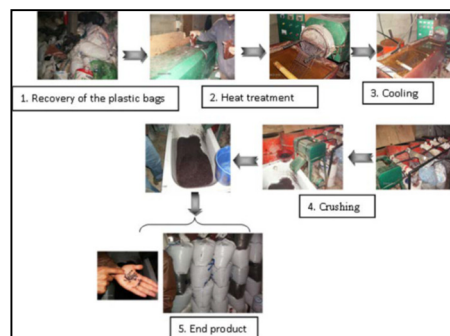 1. Recovery of the plastic bags
2. Heat treatment
3. Cooling
4. Crushing
5. End product